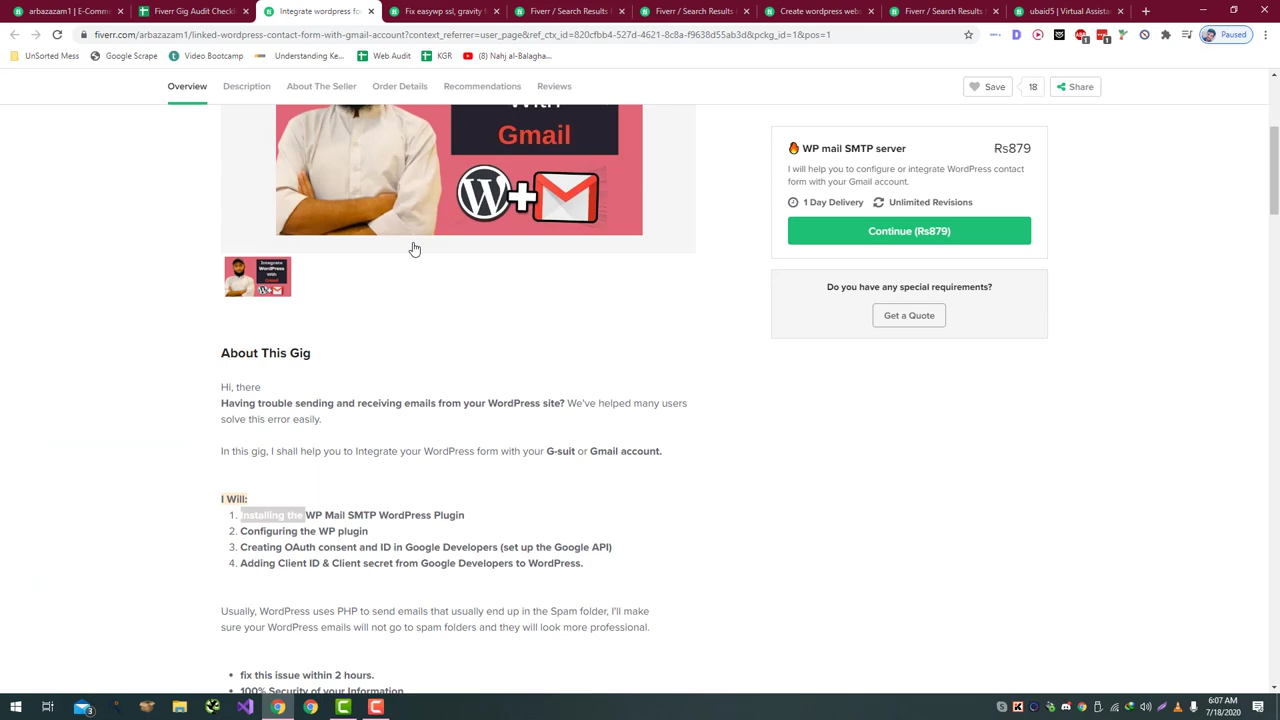 arbazazam1 | E-Comm
Fiverr Gig Audit Check
Integrate wordpress fo
Fix easywp ssl, gravity f
Fiverr / Search Results
Fiverr / Search Results
Create wordpress web
Fiverr / Search Results
ubaid5 | Virtual Assista
fiverr.com/arbazazam1/linked-wordpress-contact-form-with-gmail-account?context_referrer=user_page&ref_ctx_id=820cfbb4-527d-4621-8c8a-f9638d55ab3d&pckg_id=1&pos=1
Paused
UnSorted Mess
Google Scrape
Video Bootcamp
Understanding Ke...
Web Audit
KGR
(8) Nahj al-Balagha...
Overview
Description
About The Seller
Order Details
Recommendations
Reviews
Save
18
Share
With
Gmail
WP mail SMTP server
Rs879
I will help you to configure or integrate WordPress contact
form with your Gmail account.
1 Day Delivery
Unlimited Revisions
Continue (Rs879)
Do you have any special requirements?
Get a Quote
Integrate
WordPress
With
Gmail
About This Gig
Hi, there
Having trouble sending and receiving emails from your WordPress site? We've helped many users
solve this error easily.
In this gig, I shall help you to Integrate your WordPress form with your G-suit or Gmail account.
I Will:
1. Installing the WP Mail SMTP WordPress Plugin
2. Configuring the WP plugin
3. Creating OAuth consent and ID in Google Developers (set up the Google API)
4. Adding Client ID & Client secret from Google Developers to WordPress.
Usually, WordPress uses PHP to send emails that usually end up in the Spam folder, I'll make
sure your WordPress emails will not go to spam folders and they will look more professional.
• fix this issue within 2 hours.
• 100% Security of your Information
6:07 AM
7/18/2020